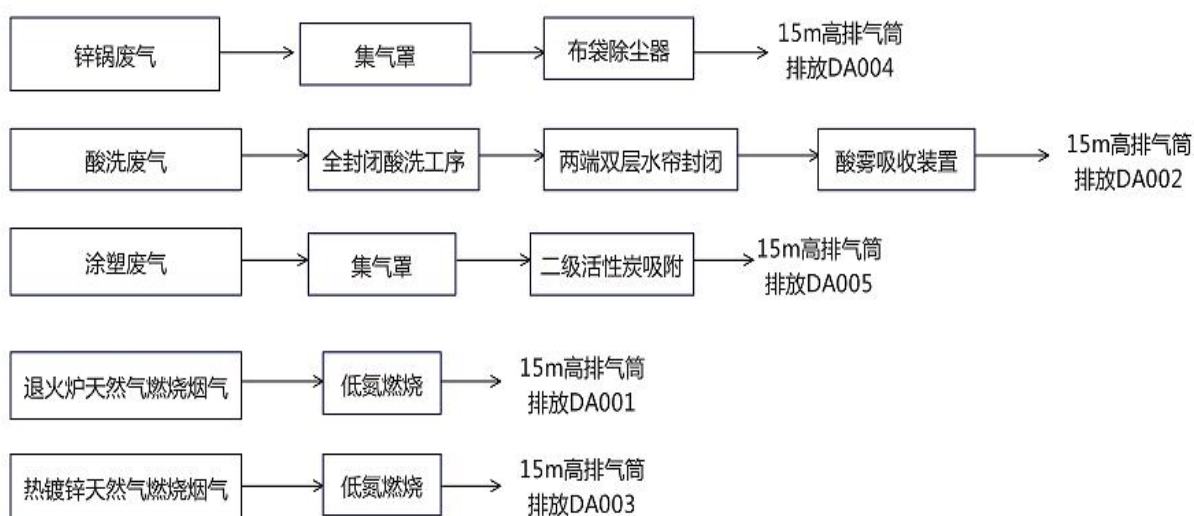 锌锅废气
集气罩
布袋除尘器
15m高排气筒
排放DA004
酸洗废气
全封闭酸洗工序
两端双层水帘封闭
酸雾吸收装置
15m高排气筒
排放DA002
涂塑废气
集气罩
二级活性炭吸附
15m高排气筒
排放DA005
退火炉天然气燃烧烟气
低氮燃烧
15m高排气筒
排放DA001
热镀锌天然气燃烧烟气
低氮燃烧
15m高排气筒
排放DA003